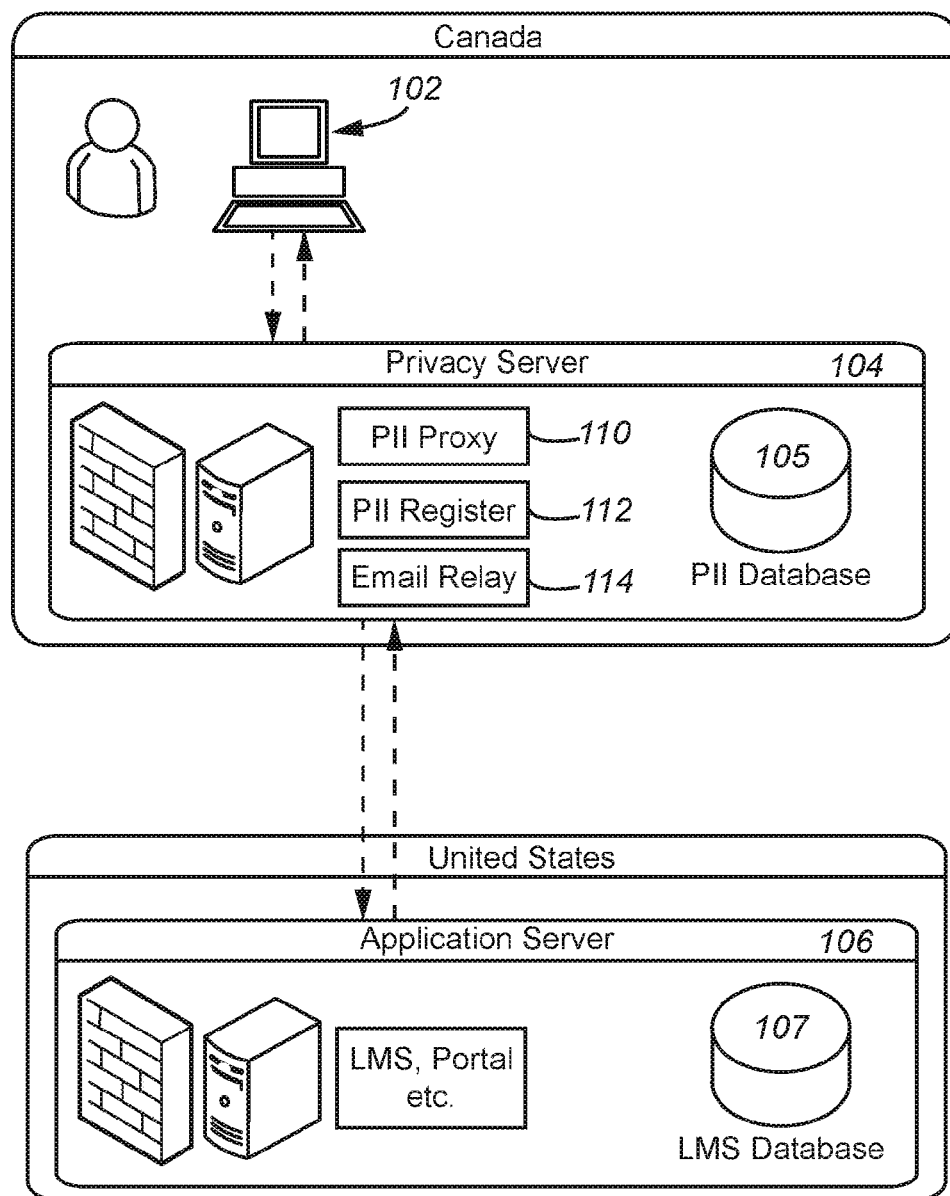 Canada
102
Privacy Server 104
PII Proxy 110
105
PII Register 112
Email Relay 114
PII Database
United States
Application Server 106
LMS, Portal
etc.
107
LMS Database